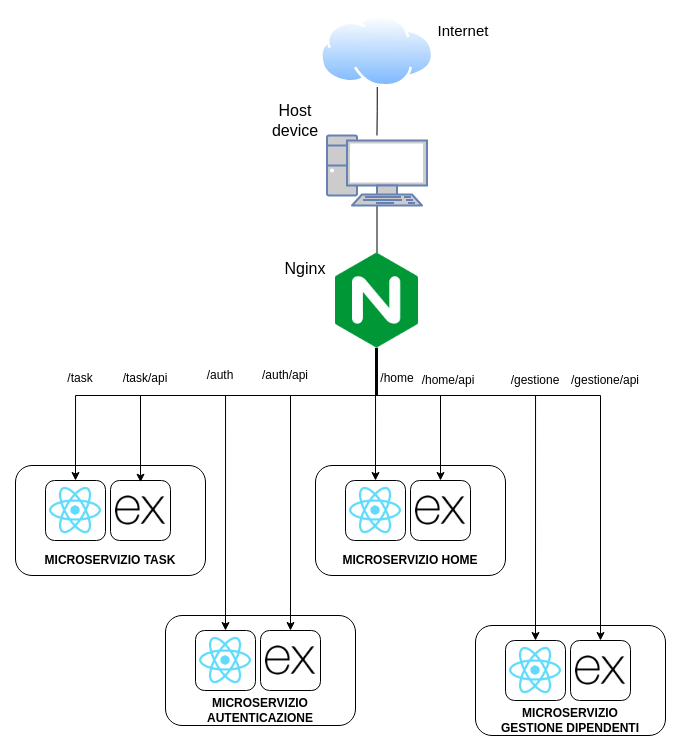 Internet
Host
device
Nginx
N
/task
/task/api
/auth
/auth/api
/home
/home/api
/gestione
/gestione/api
ex
MICROSERVIZIO TASK
ex
MICROSERVIZIO HOME
ex
MICROSERVIZIO
AUTENTICAZIONE
ex
MICROSERVIZIO
GESTIONE DIPENDENTI